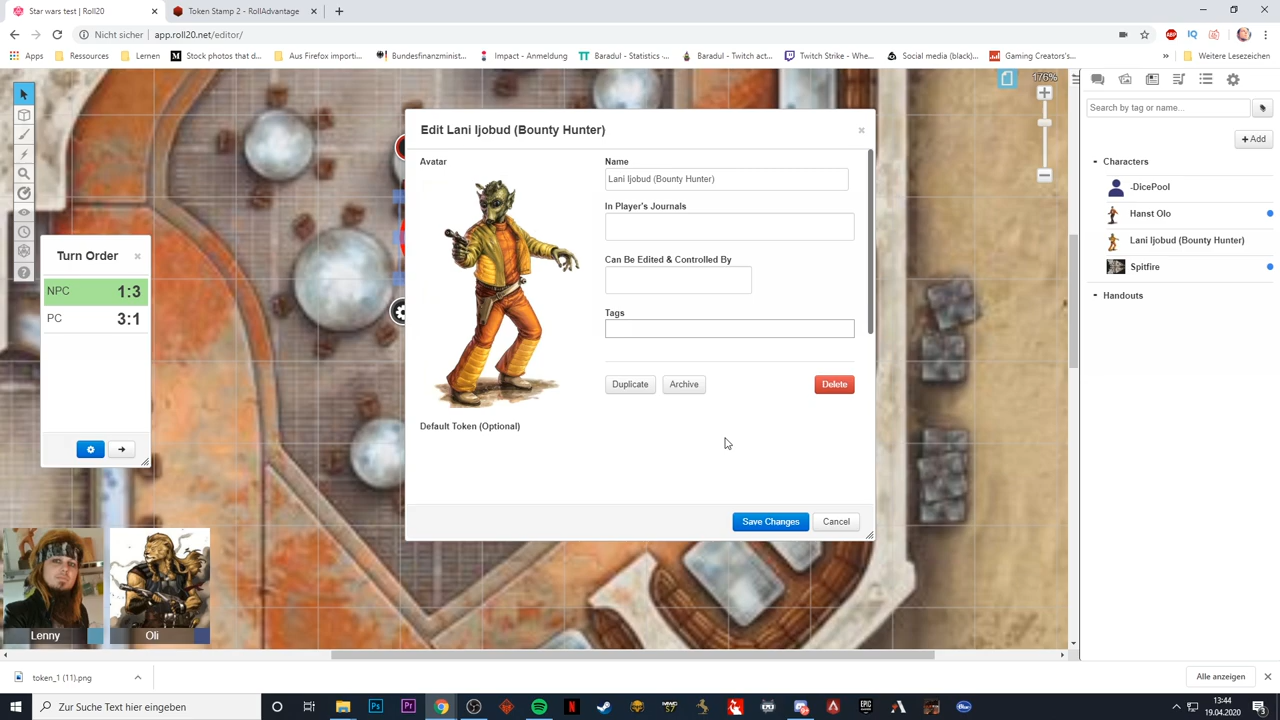 Star wars test | Roll20
Token Stamp 2 - RollAdvantage
Nicht sicher
app.roll20.net/editor/
Apps
Ressources
Lernen
Stock photos that d...
Aus Firefox importi...
Bundesfinanzminist...
Impact - Anmeldung
Baradul - Statistics -...
Baradul - Twitch act...
Twitch Strike - Whe...
Social media (black)...
Gaming Creators's...
Weitere Lesezeichen
176%
Search by tag or name...
Add
Characters
-DicePool
Hanst Olo
Lani Ijobud (Bounty Hunter)
Spitfire
Handouts
Edit Lani Ijobud (Bounty Hunter)
Avatar
Name
Lani Ijobud (Bounty Hunter)
In Player's Journals
Can Be Edited & Controlled By
Tags
Duplicate
Archive
Delete
Default Token (Optional)
Save Changes
Cancel
Turn Order
NPC 1:3
PC 3:1
Lenny
Oli
token_1 (11).png
Alle anzeigen
Zur Suche Text hier eingeben
13:44
19.04.2020